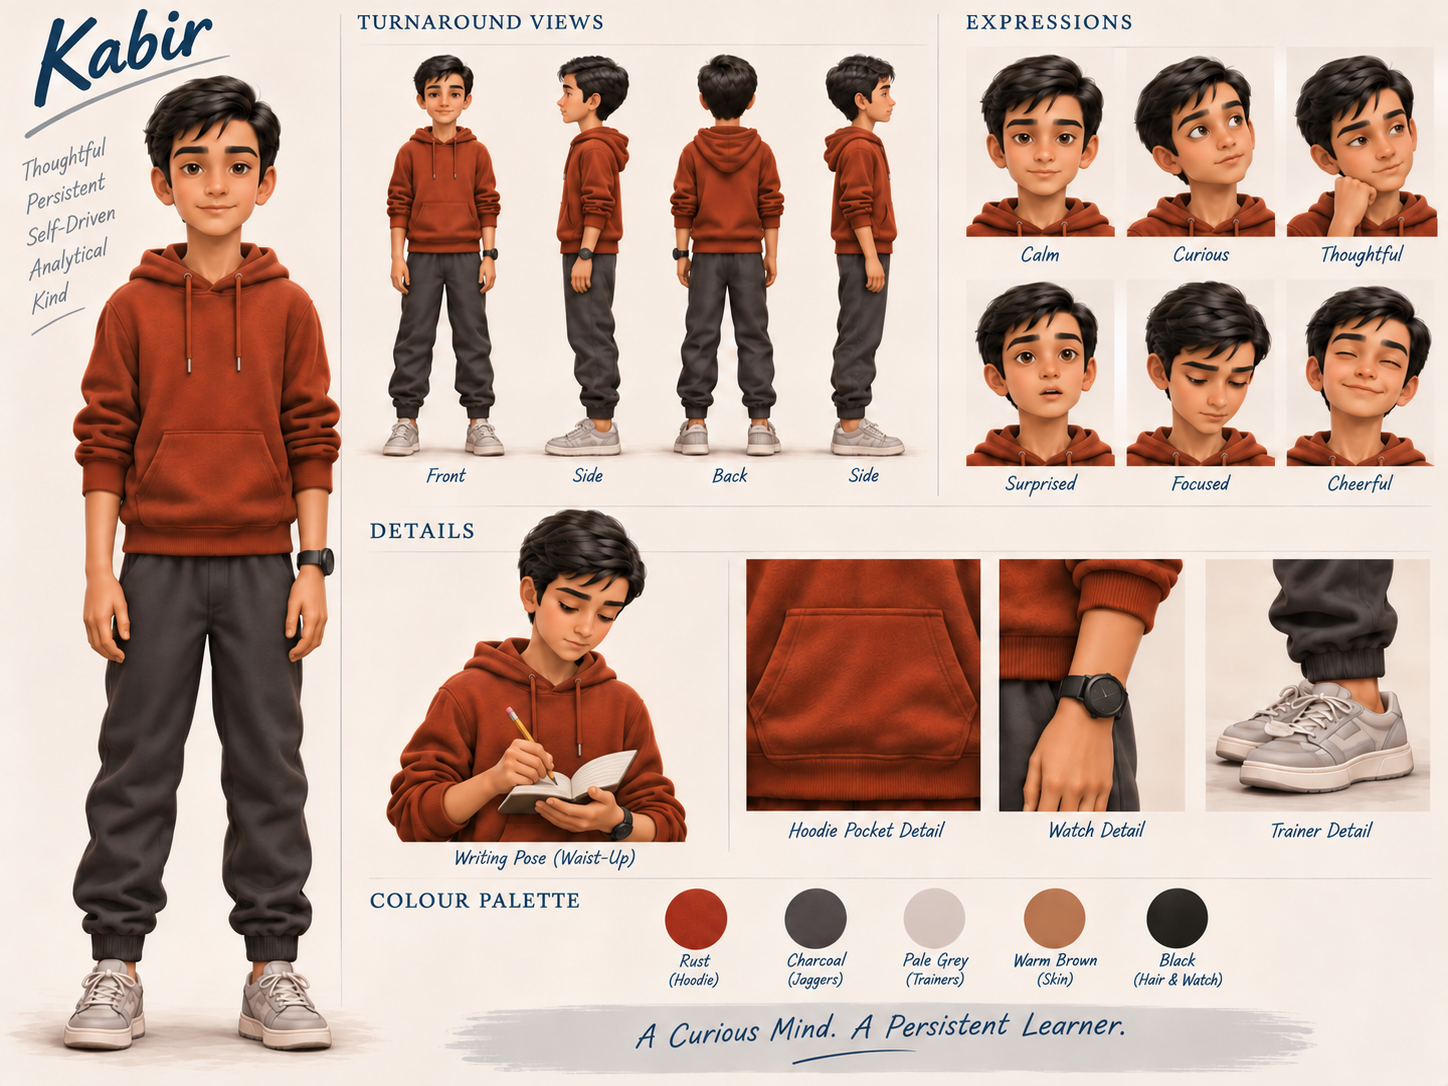 Kabir
Thoughtful
Persistent
Self-Driven
Analytical
Kind
TURNAROUND VIEWS
Front
Side
Back
Side
EXPRESSIONS
Calm
Curious
Thoughtful
Surprised
Focused
Cheerful
DETAILS
Writing Pose (Waist-Up)
Hoodie Pocket Detail
Watch Detail
Trainer Detail
COLOUR PALETTE
Rust
(Hoodie)
Charcoal
(Joggers)
Pale Grey
(Trainers)
Warm Brown
(Skin)
Black
(Hair & Watch)
A Curious Mind. A Persistent Learner.